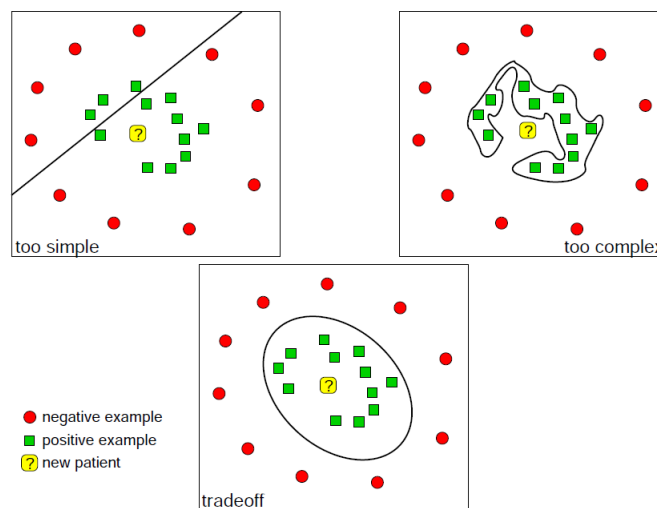 too simple
too complex
?
?
?
negative example
positive example
? new patient
tradeoff